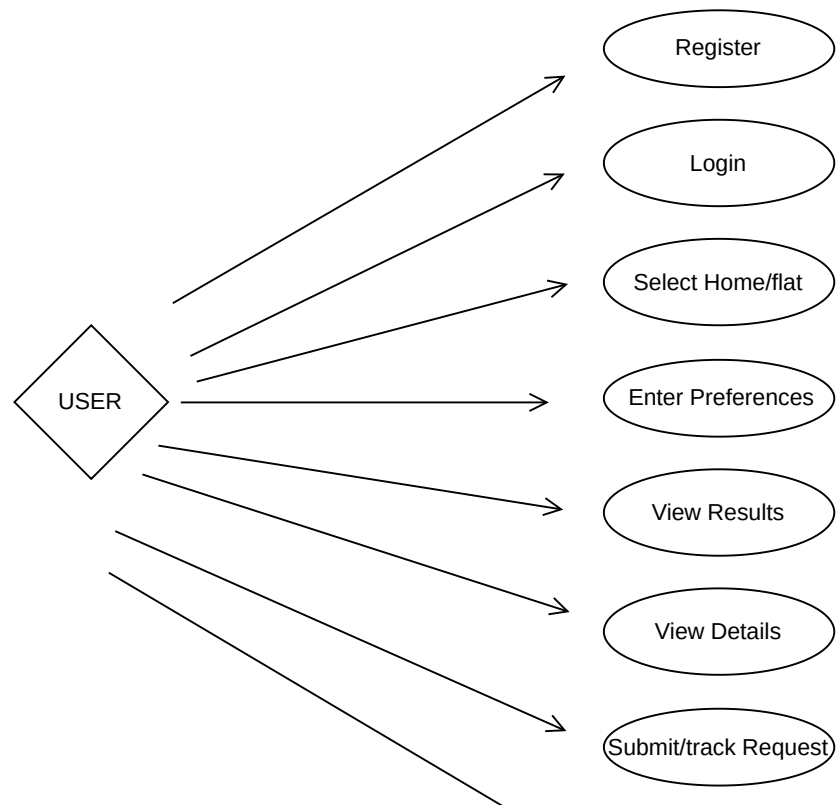 Register
Login
Select Home/flat
USER
Enter Preferences
View Results
View Details
Submit/track Request